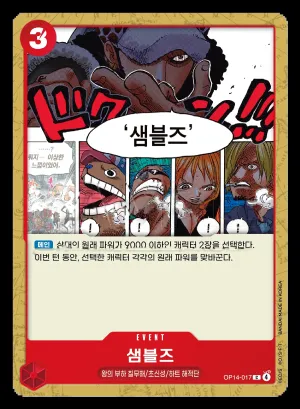 3
‘샘블즈’
메인 상대의 원래 파워가 9000 이하인 캐릭터 2장을 선택한다.
이번 턴 동안, 선택한 캐릭터 각각의 원래 파워를 맞바꾼다.
EVENT
샘블즈
왕의 부하 칠무해/초신성/하트 해적단
OP14-017